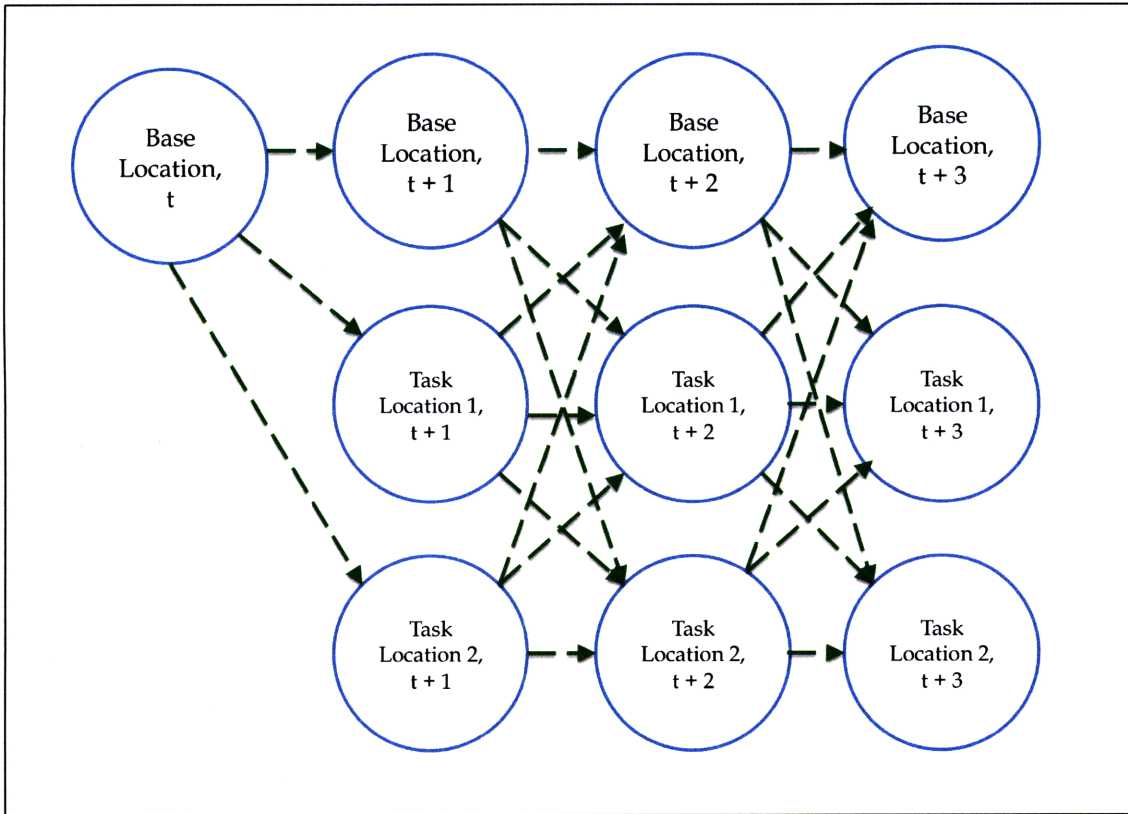 Base
Location,
t
Base
Location,
t + 1
Base
Location,
t + 2
Base
Location,
t + 3
Task
Location 1,
t + 1
Task
Location 1,
t + 2
Task
Location 1,
t + 3
Task
Location 2,
t + 1
Task
Location 2,
t + 2
Task
Location 2,
t + 3